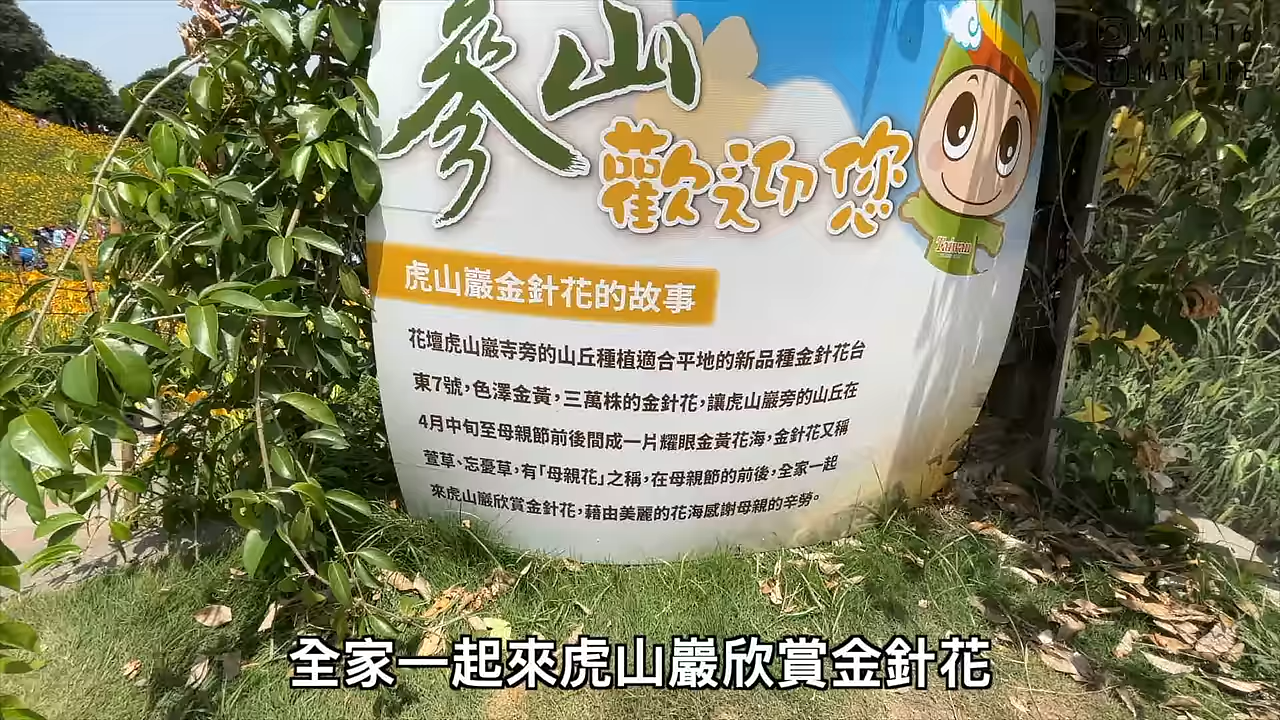 MAN.1116
MAN LIFE
參山
歡迎您
Taiwan
虎山巖金針花的故事
花壇虎山巖寺旁的山丘種植適合平地的新品種金針花台
東7號,色澤金黃,三萬株的金針花,讓虎山巖旁的山丘在
4月中旬至母親節前後間成一片耀眼金黃花海,金針花又稱
萱草、忘憂草,有「母親花」之稱,在母親節的前後,全家一起
來虎山巖欣賞金針花,藉由美麗的花海感謝母親的辛勞。
全家一起來虎山巖欣賞金針花